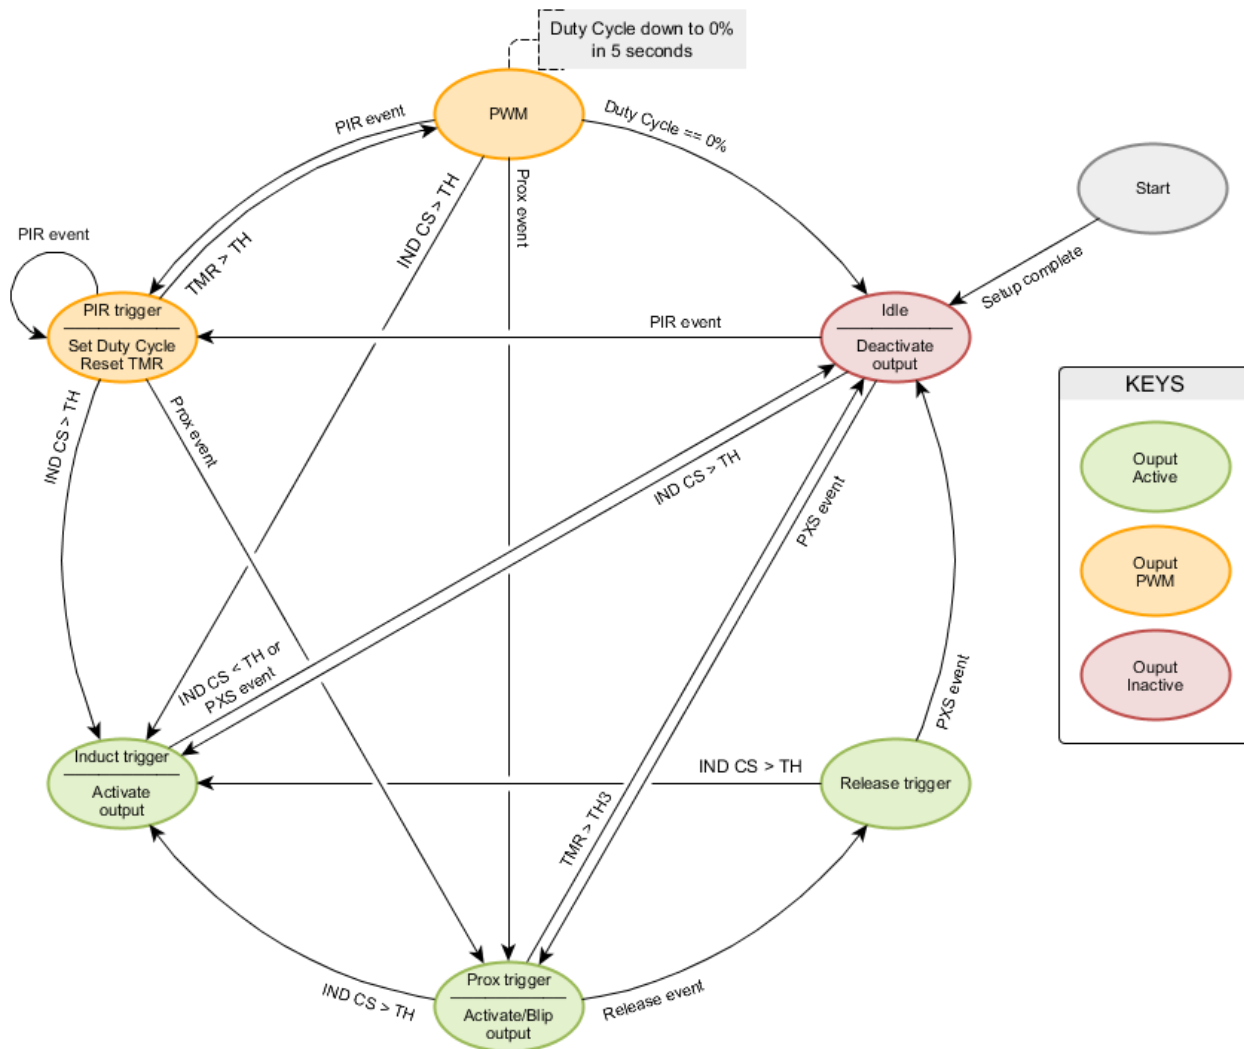 Duty Cycle down to 0%
in 5 seconds
PWM
PIR event
Duty Cycle == 0%
Start
Setup complete
IND CS > TH
Prox event
PIR event
TMR > TH
PIR trigger
Set Duty Cycle
Reset TMR
PIR event
Idle
Deactivate
output
KEYS
Ouput
Active
Ouput
PWM
Ouput
Inactive
IND CS > TH
Prox event
IND CS > TH
PXS event
IND CS < TH or
PXS event
PXS event
Induct trigger
Activate
output
IND CS > TH
Release trigger
TMR > TH3
Prox trigger
Activate/Blip
output
IND CS > TH
Release event